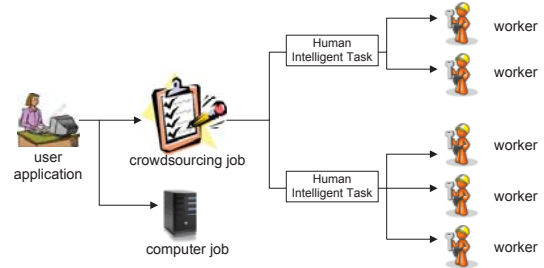 user
application
crowdsourcing job
computer job
Human
Intelligent Task
worker
worker
Human
Intelligent Task
worker
worker
worker